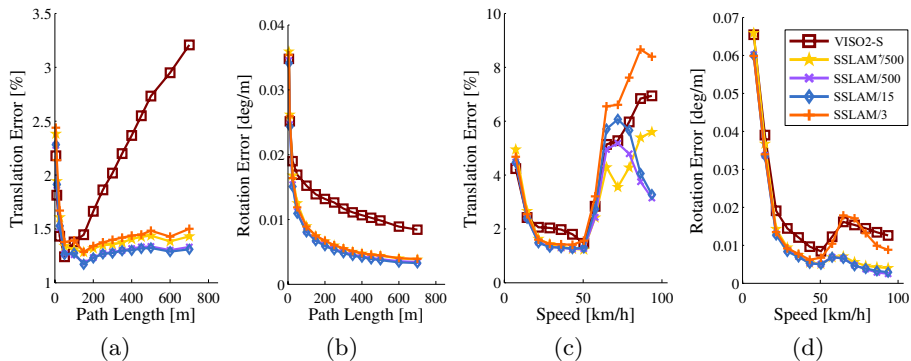 3.5
3
2.5
2
1.5
1
0 200 400 600 800
Translation Error [%]
Path Length [m]
(a)
0.04
0.03
0.02
0.01
0
0 200 400 600 800
Rotation Error [deg/m]
Path Length [m]
(b)
10
8
6
4
2
0
0 50 100
Translation Error [%]
Speed [km/h]
(c)
0.07
0.06
0.05
0.04
0.03
0.02
0.01
0
0 50 100
Rotation Error [deg/m]
Speed [km/h]
(d)
VISO2-S
SSLAM*/500
SSLAM/500
SSLAM/15
SSLAM/3